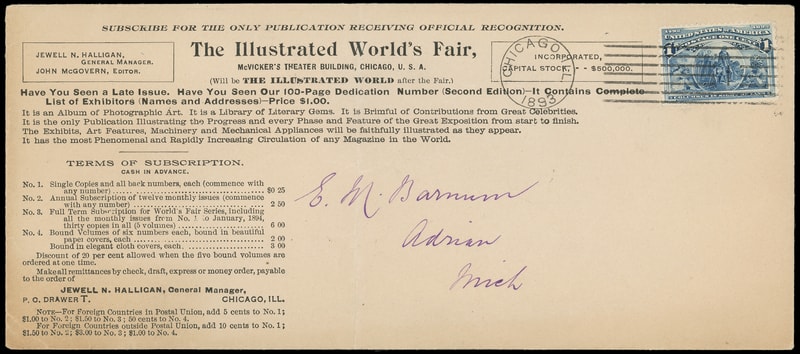 SUBSCRIBE FOR THE ONLY PUBLICATION RECEIVING OFFICIAL RECOGNITION.
JEWELL N. HALLIGAN,
GENERAL MANAGER.
JOHN McGOVERN, EDITOR.
The Illustrated World's Fair,
McVICKER'S THEATER BUILDING, CHICAGO, U. S. A.
(Will be THE ILLUSTRATED WORLD after the Fair.)
INCORPORATED,
CAPITAL STOCK - - $600,000.
CHICAGO, ILL.
1893
UNITED STATES OF AMERICA
1 1
Have You Seen a Late Issue. Have You Seen Our 100-Page Dedication Number (Second Edition)—It Contains Complete
List of Exhibitors (Names and Addresses)—Price $1.00.
It is an Album of Photographic Art. It is a Library of Literary Gems. It is Brimful of Contributions from Great Celebrities.
It is the only Publication Illustrating the Progress and every Phase and Feature of the Great Exposition from start to finish.
The Exhibits, Art Features, Machinery and Mechanical Appliances will be faithfully illustrated as they appear.
It has the most Phenomenal and Rapidly Increasing Circulation of any Magazine in the World.
TERMS OF SUBSCRIPTION.
CASH IN ADVANCE.
No. 1. Single Copies and all back numbers, each (commence with
any number) $0 25
No. 2. Annual Subscription of twelve monthly issues (commence
with any number) 2 50
No. 3. Full Term Subscription for World's Fair Series, including
all the monthly issues from No. 1 to January, 1894,
thirty copies in all (5 volumes) 6 00
No. 4. Bound Volumes of six numbers each, bound in beautiful
paper covers, each 2 00
Bound in elegant cloth covers, each. 3 00
Discount of 20 per cent allowed when the five bound volumes are
ordered at one time.
Make all remittances by check, draft, express or money order, payable
to the order of
JEWELL N. HALLIGAN, General Manager,
P. O. DRAWER T. CHICAGO, ILL.
NOTE—For Foreign Countries in Postal Union, add 5 cents to No. 1;
$1.00 to No. 2; $1.50 to No. 3; 50 cents to No. 4.
For Foreign Countries outside Postal Union, add 10 cents to No. 1;
$1.50 to No. 2; $3.00 to No. 3; $1.00 to No. 4.
E. M. Barnum
Adrian
Mich